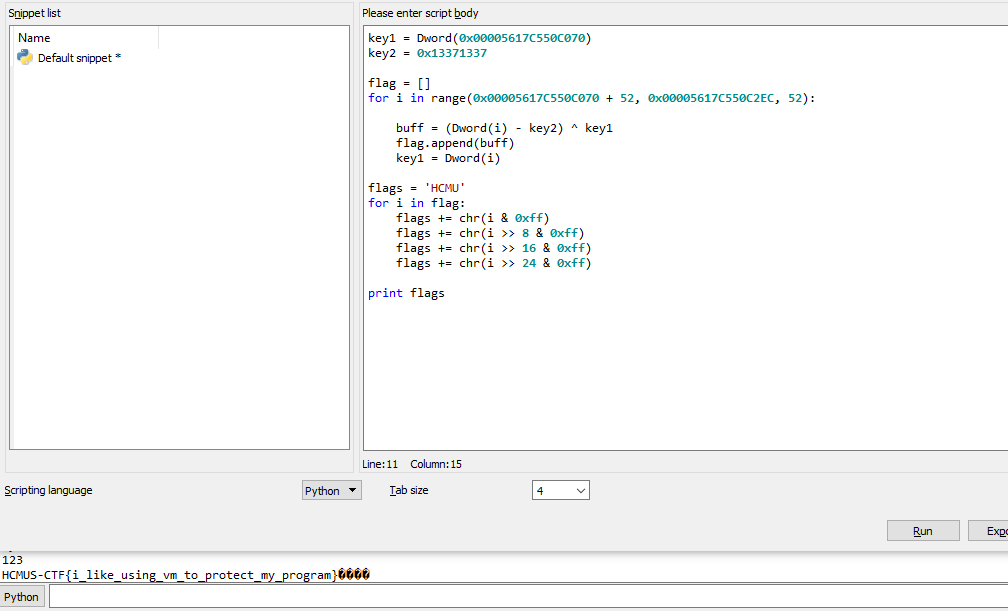 Snippet list
Name
Default snippet *
Please enter script body
key1 = Dword(0x00005617C550C070)
key2 = 0x13371337
flag = []
for i in range(0x00005617C550C070 + 52, 0x00005617C550C2EC, 52):
buff = (Dword(i) - key2) ^ key1
flag.append(buff)
key1 = Dword(i)
flags = 'HCMU'
for i in flag:
flags += chr(i & 0xff)
flags += chr(i >> 8 & 0xff)
flags += chr(i >> 16 & 0xff)
flags += chr(i >> 24 & 0xff)
print flags
Line:11 Column:15
Scripting language Python Tab size 4
Run Expo
123
HCMUS-CTF{i_like_using_vm_to_protect_my_program}����
Python